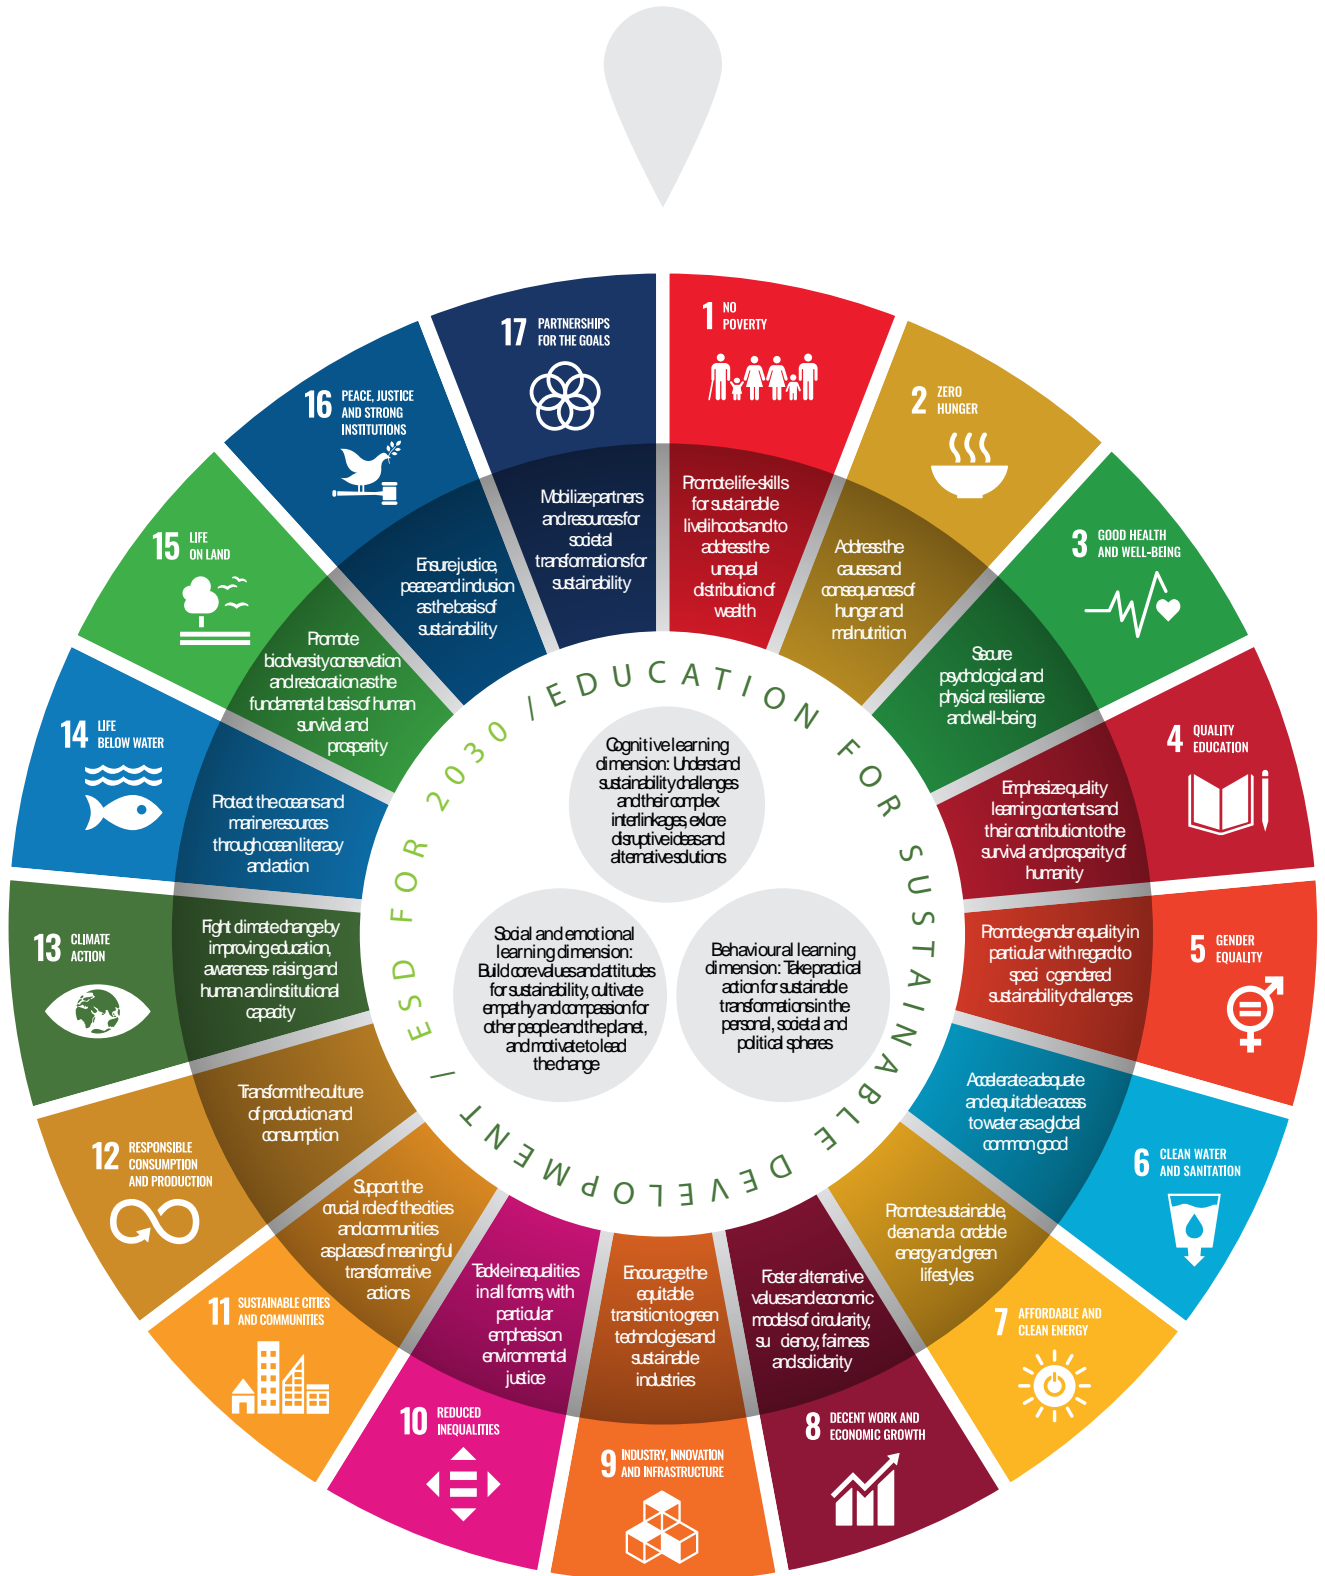 1 NO
POVERTY
Promote life-skills
for sustainable
livelihoods and to
address the
unequal
distribution of
wealth
2 ZERO
HUNGER
Address the
causes and
consequences of
hunger and
malnutrition
3 GOOD HEALTH
AND WELL-BEING
Secure
psychological and
physical resilience
and well-being
4 QUALITY
EDUCATION
Emphasize quality
learning contents and
their contribution to the
survival and prosperity of
humanity
5 GENDER
EQUALITY
Promote gender equality in
particular with regard to
speci c gendered
sustainability challenges
6 CLEAN WATER
AND SANITATION
Accelerate adequate
and equitable access
to water as a global
common good
7 AFFORDABLE AND
CLEAN ENERGY
Promote sustainable,
clean and a ordable
energy and green
lifestyles
8 DECENT WORK AND
ECONOMIC GROWTH
Foster alternative
values and economic
models of circularity,
su ciency, fairness
and solidarity
9 INDUSTRY, INNOVATION
AND INFRASTRUCTURE
Encourage the
equitable
transition to green
technologies and
sustainable
industries
10 REDUCED
INEQUALITIES
Tackle inequalities
in all forms, with
particular
emphasis on
environmental
justice
11 SUSTAINABLE CITIES
AND COMMUNITIES
Support the
crucial role of the cities
and communities
as places of meaningful
transformative
actions
12 RESPONSIBLE
CONSUMPTION
AND PRODUCTION
Transform the culture
of production and
consumption
13 CLIMATE
ACTION
Fight climate change by
improving education,
awareness-raising and
human and institutional
capacity
14 LIFE
BELOW WATER
Protect the oceans and
marine resources
through ocean literacy
and action
15 LIFE
ON LAND
Promote
biodiversity conservation
and restoration as the
fundamental basis of human
survival and
prosperity
16 PEACE, JUSTICE
AND STRONG
INSTITUTIONS
Ensure justice,
peace and inclusion
as the basis of
sustainability
17 PARTNERSHIPS
FOR THE GOALS
Mobilize partners
and resources for
societal
transformations for
sustainability
ESD FOR 2030 / EDUCATION FOR SUSTAINABLE DEVELOPMENT /
Cognitive learning
dimension: Understand
sustainability challenges
and their complex
interlinkages, exlore
disruptive ideas and
alternative solutions
Social and emotional
learning dimension:
Build core values and attitudes
for sustainability, cultivate
empathy and compassion for
other people and the planet,
and motivate to lead
the change
Behavioural learning
dimension: Take practical
action for sustainable
transformations in the
personal, societal and
political spheres